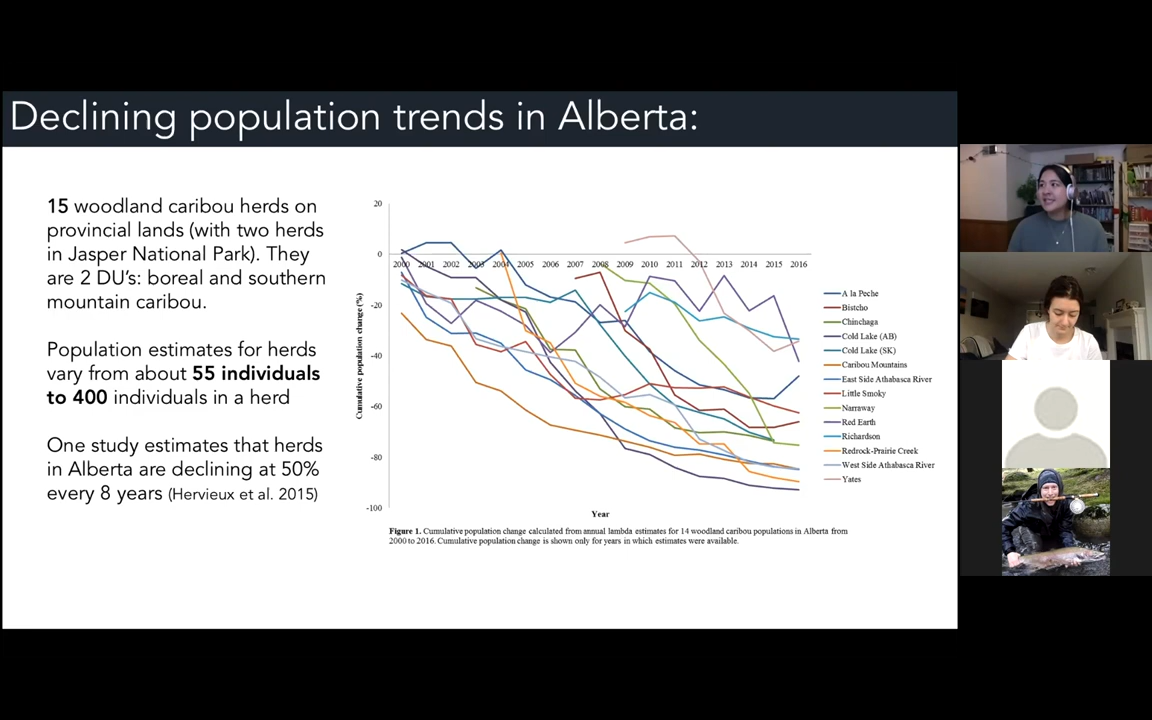 Declining population trends in Alberta:
15 woodland caribou herds on
provincial lands (with two herds
in Jasper National Park). They
are 2 DU's: boreal and southern
mountain caribou.
Population estimates for herds
vary from about 55 individuals
to 400 individuals in a herd
One study estimates that herds
in Alberta are declining at 50%
every 8 years (Hervieux et al. 2015)
Cumulative population change (%)
20
0
-20
-40
-60
-80
-100
2000 2001 2002 2003 2004 2005 2006 2007 2008 2009 2010 2011 2012 2013 2014 2015 2016
Year
A la Peche
Bistcho
Chinchaga
Cold Lake (AB)
Cold Lake (SK)
Caribou Mountains
East Side Athabasca River
Little Smoky
Narraway
Red Earth
Richardson
Redrock-Prairie Creek
West Side Athabasca River
Yates
Figure 1. Cumulative population change calculated from annual lambda estimates for 14 woodland caribou populations in Alberta from
2000 to 2016. Cumulative population change is shown only for years in which estimates were available.